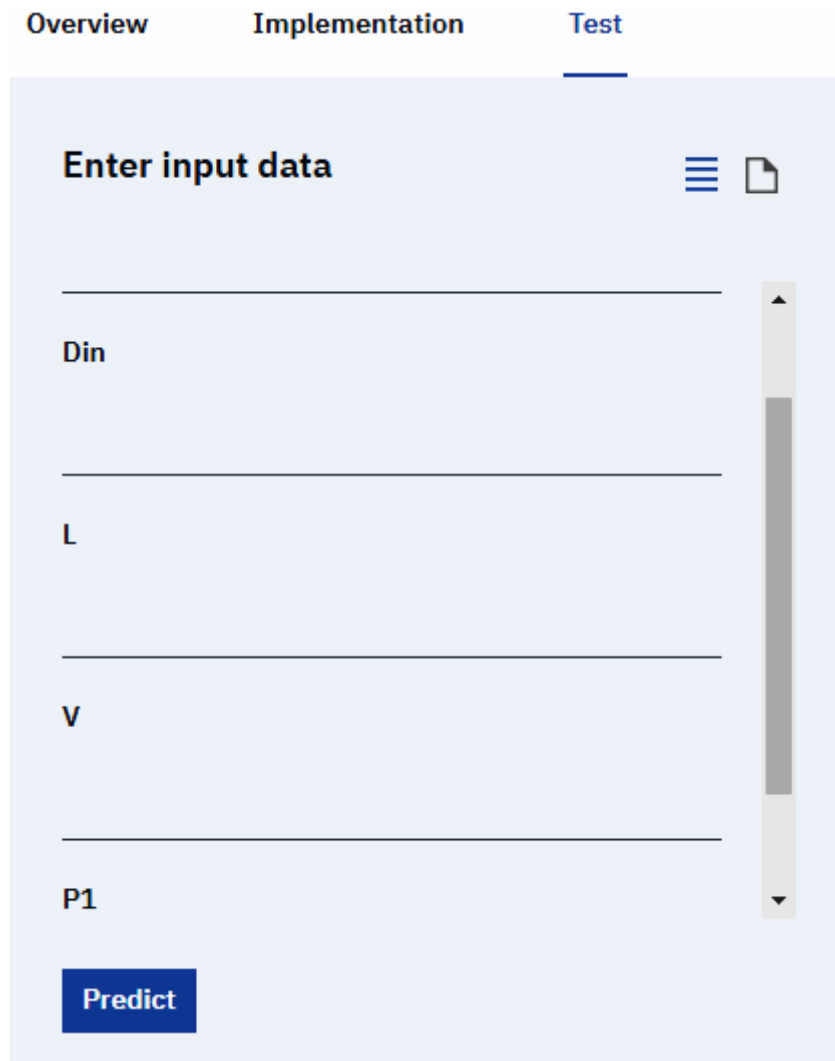 Overview Implementation Test
Enter input data
Din
L
V
P1
Predict